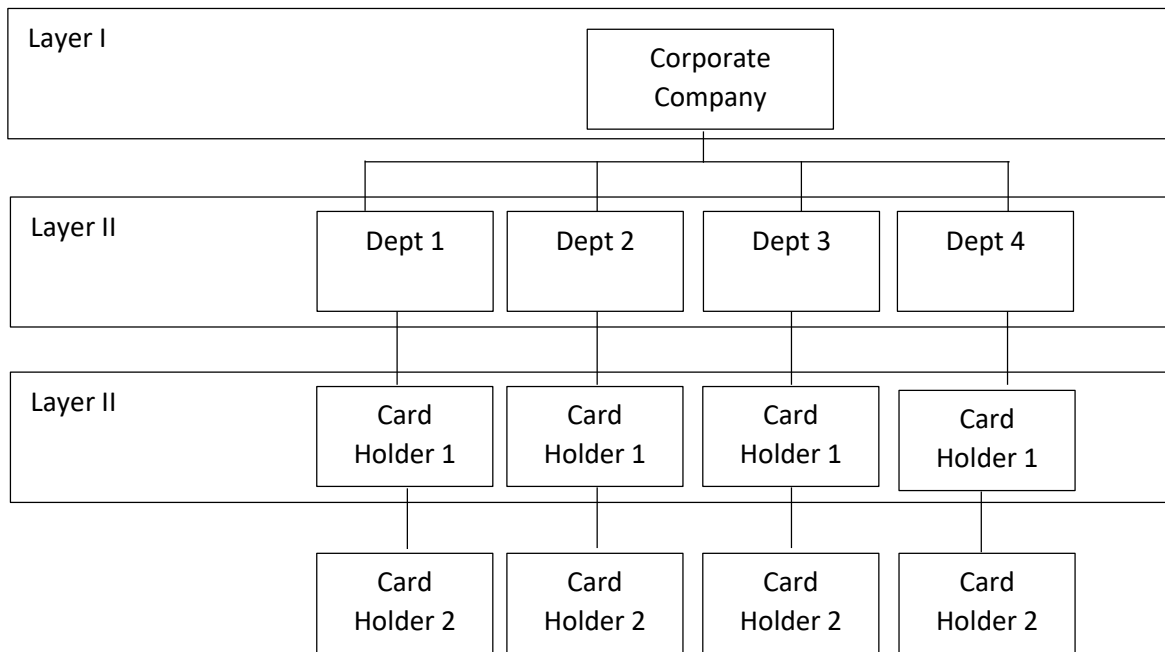 Layer I
Corporate
Company
Layer II
Dept 1
Dept 2
Dept 3
Dept 4
Layer II
Card
Holder 1
Card
Holder 1
Card
Holder 1
Card
Holder 1
Card
Holder 2
Card
Holder 2
Card
Holder 2
Card
Holder 2